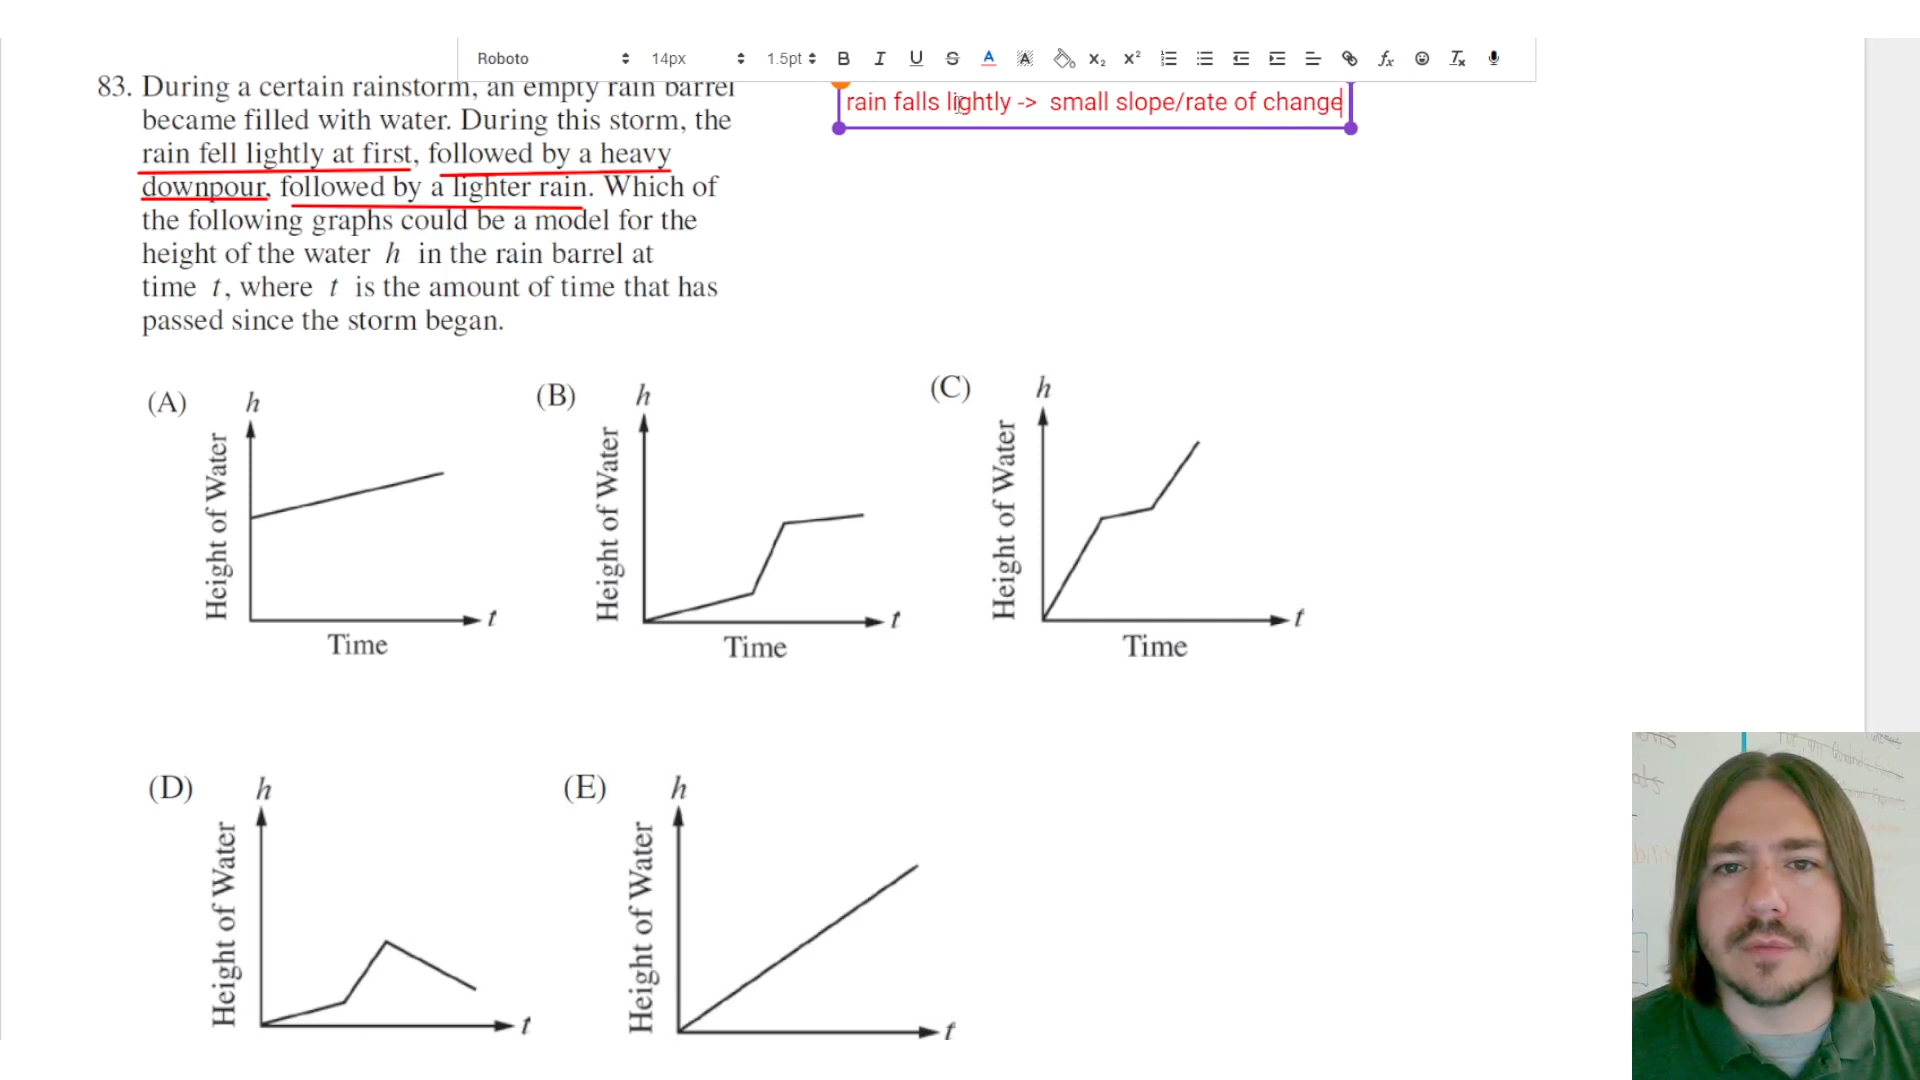 Roboto 14px 1.5pt B I U S A A X₂ X² fx Tx
83. During a certain rainstorm, an empty rain barrel
became filled with water. During this storm, the
rain fell lightly at first, followed by a heavy
downpour, followed by a lighter rain. Which of
the following graphs could be a model for the
height of the water h in the rain barrel at
time t, where t is the amount of time that has
passed since the storm began.
rain falls lightly -> small slope/rate of change
(A)
h
Height of Water
t
Time
(B)
h
Height of Water
t
Time
(C)
h
Height of Water
t
Time
(D)
h
Height of Water
t
(E)
h
Height of Water
t